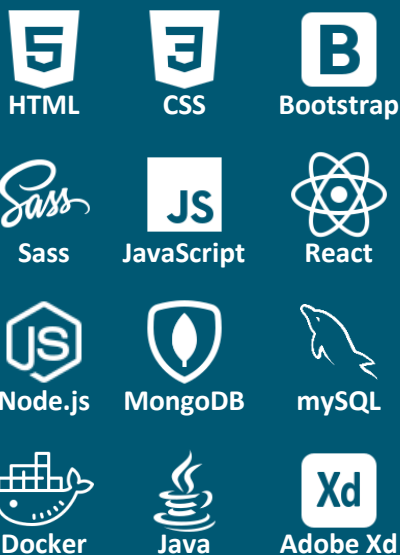 5 3 B
HTML CSS Bootstrap
Sass JS
Sass JavaScript React
JS
Node.js MongoDB mySQL
Xd
Docker Java Adobe Xd